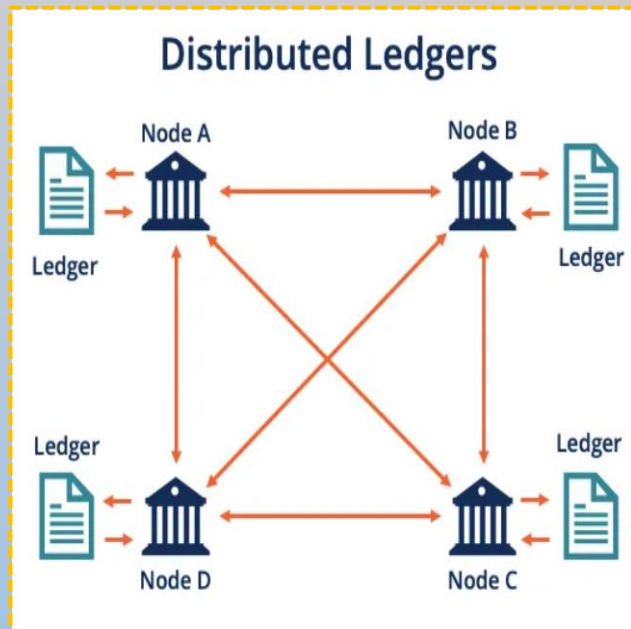 Distributed Ledgers
Node A
Node B
Ledger
Ledger
Ledger
Ledger
Node D
Node C